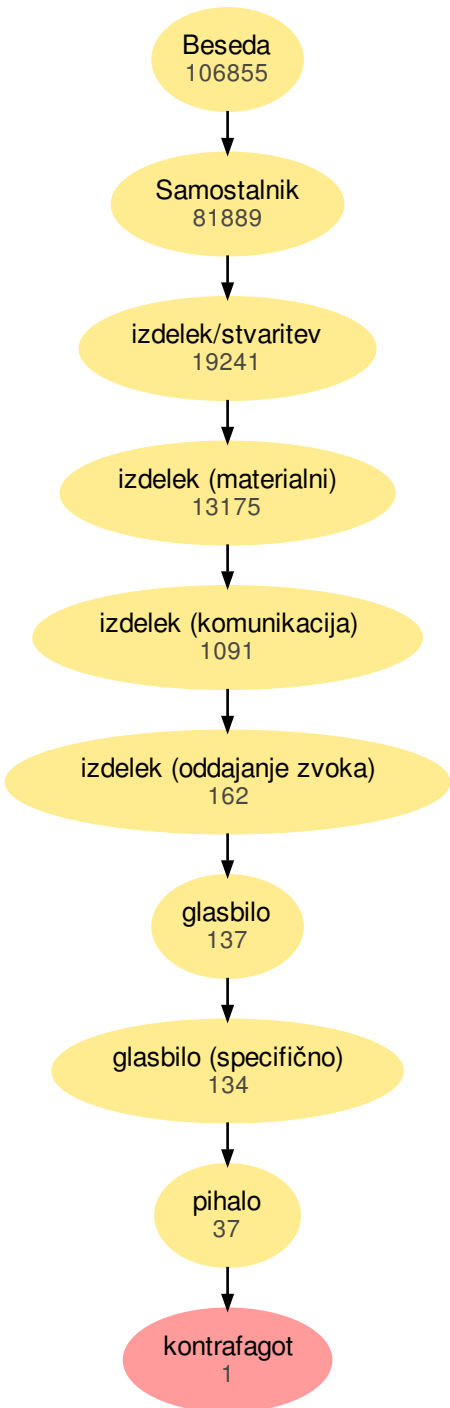 Beseda
106855
Samostalnik
81889
izdelek/stvaritev
19241
izdelek (materialni)
13175
izdelek (komunikacija)
1091
izdelek (oddajanje zvoka)
162
glasbilo
137
glasbilo (specifično)
134
pihalo
37
kontrafagot
1